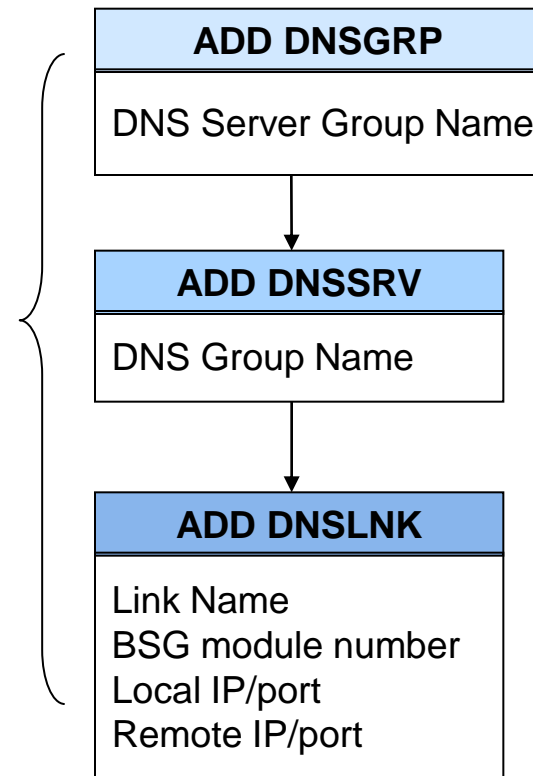 ADD DNSGRP
DNS Server Group Name
ADD DNSSRV
DNS Group Name
ADD DNSLNK
Link Name
BSG module number
Local IP/port
Remote IP/port